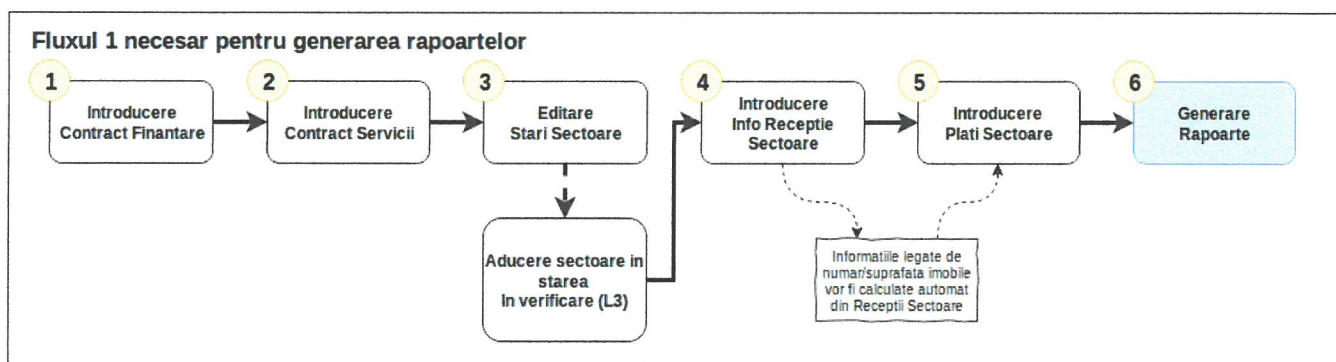 Fluxul 1 necesar pentru generarea rapoartelor
1
Introducere
Contract Finantare
2
Introducere
Contract Servicii
3
Editare
Stari Sectoare
Aducere sectoare in
starea
In verificare (L3)
4
Introducere
Info Receptie
Sectoare
5
Introducere
Plati Sectoare
6
Generare
Rapoarte
Informatiile legate de
numar/suprafata imobile
vor fi calculate automat
din Receptii Sectoare